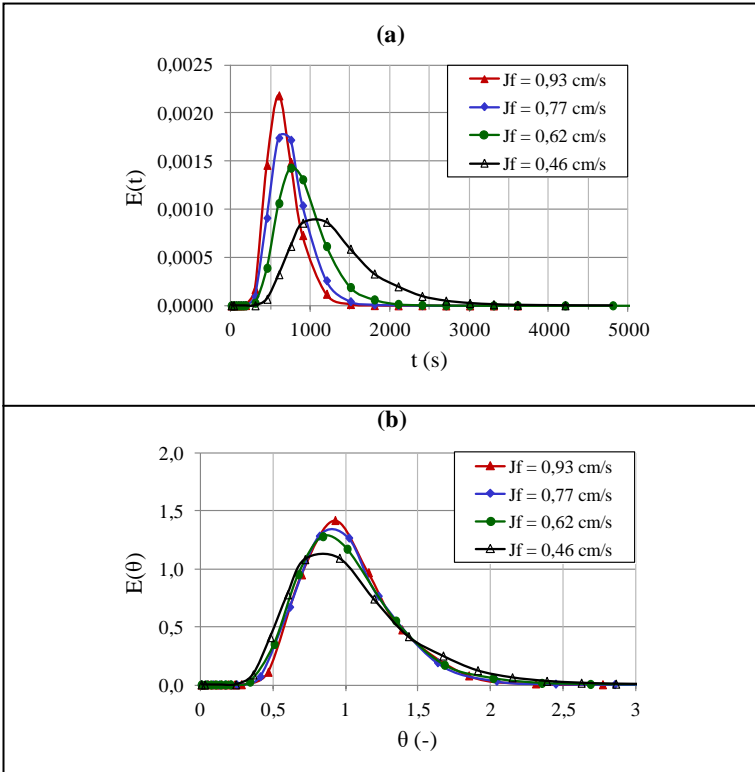 (a)
0,0025
0,0020
0,0015
0,0010
0,0005
0,0000
E(t)
0 1000 2000 3000 4000 5000
t (s)
Jf = 0,93 cm/s
Jf = 0,77 cm/s
Jf = 0,62 cm/s
Jf = 0,46 cm/s
(b)
2,0
1,5
1,0
0,5
0,0
E(θ)
0 0,5 1 1,5 2 2,5 3
θ (-)
Jf = 0,93 cm/s
Jf = 0,77 cm/s
Jf = 0,62 cm/s
Jf = 0,46 cm/s